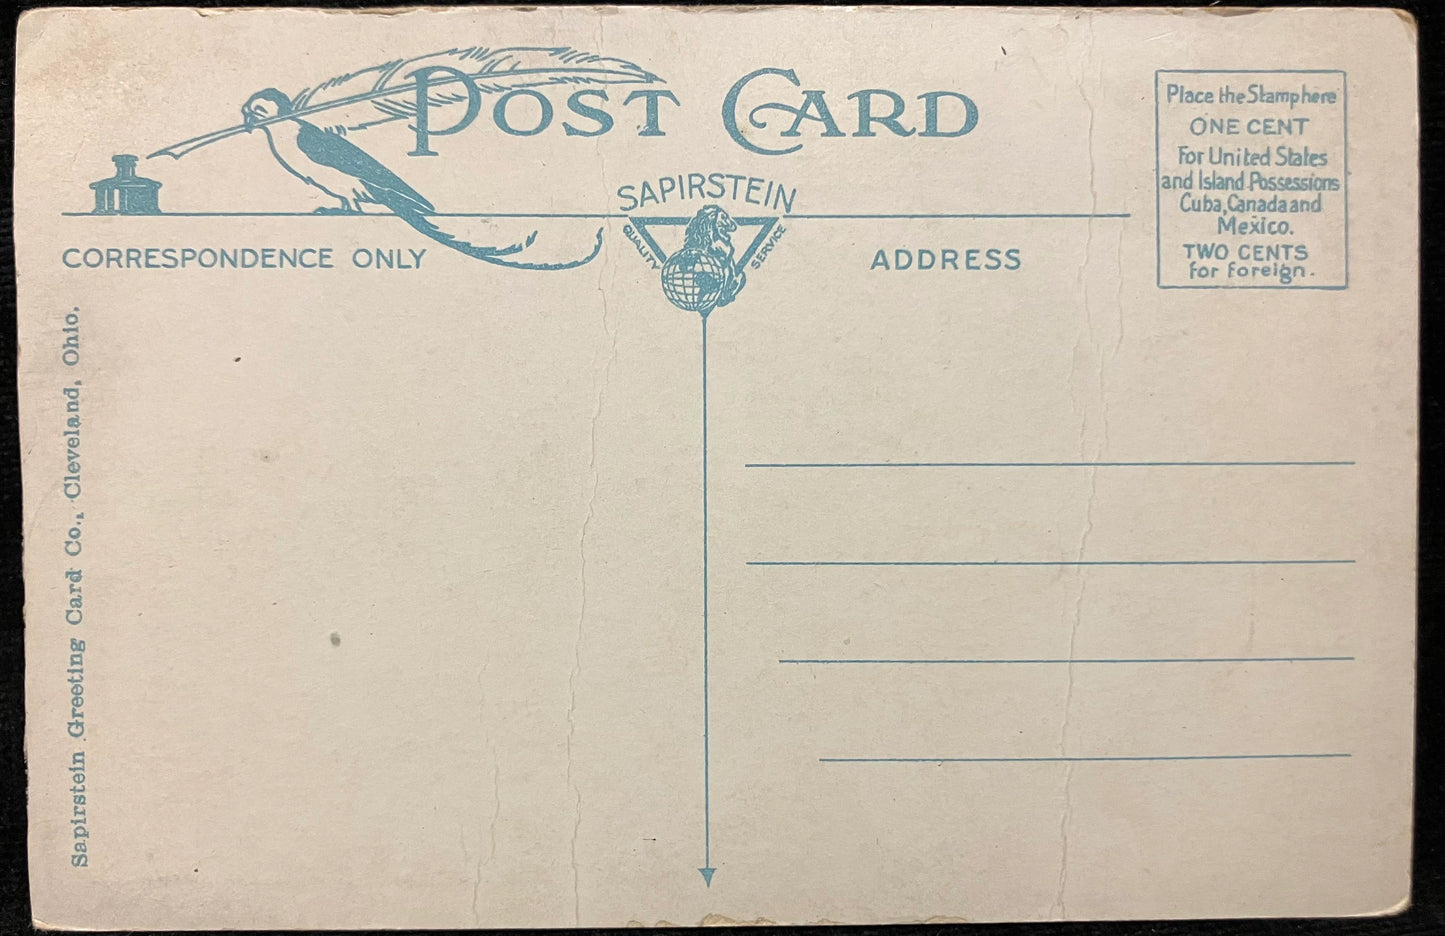 POST CARD
Place the Stamp here
ONE CENT
For United States
and Island Possessions
Cuba, Canada and
Mexico.
TWO CENTS
for foreign.
SAPIRSTEIN
QUALITY
SERVICE
CORRESPONDENCE ONLY
ADDRESS
Sapirstein Greeting Card Co., Cleveland, Ohio.